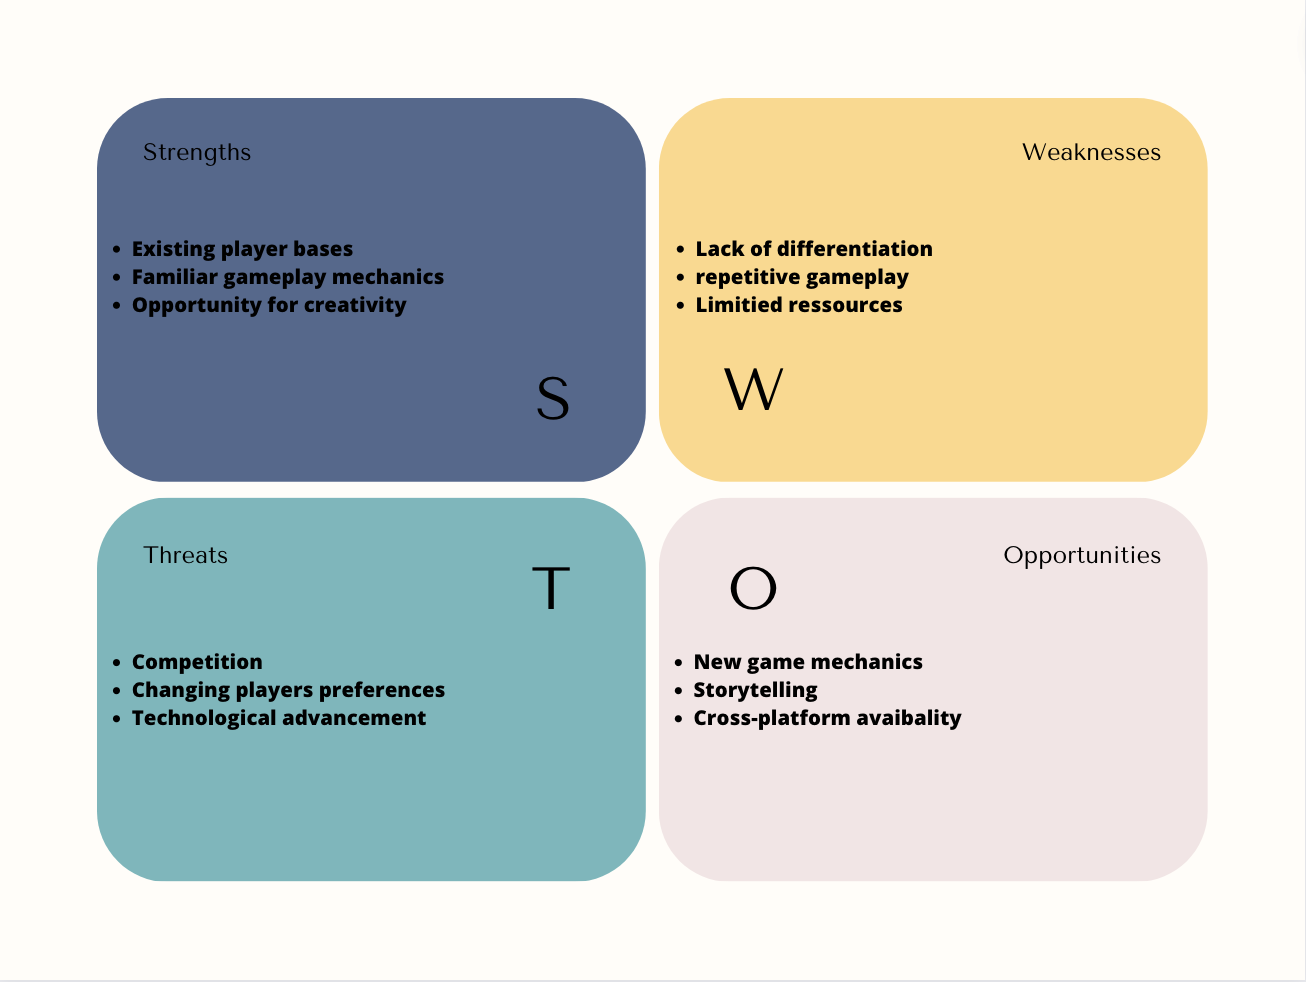 Strengths
• Existing player bases
• Familiar gameplay mechanics
• Opportunity for creativity
S
Weaknesses
• Lack of differentiation
• repetitive gameplay
• Limitied ressources
W
Threats
T
• Competition
• Changing players preferences
• Technological advancement
Opportunities
O
• New game mechanics
• Storytelling
• Cross-platform avaibality